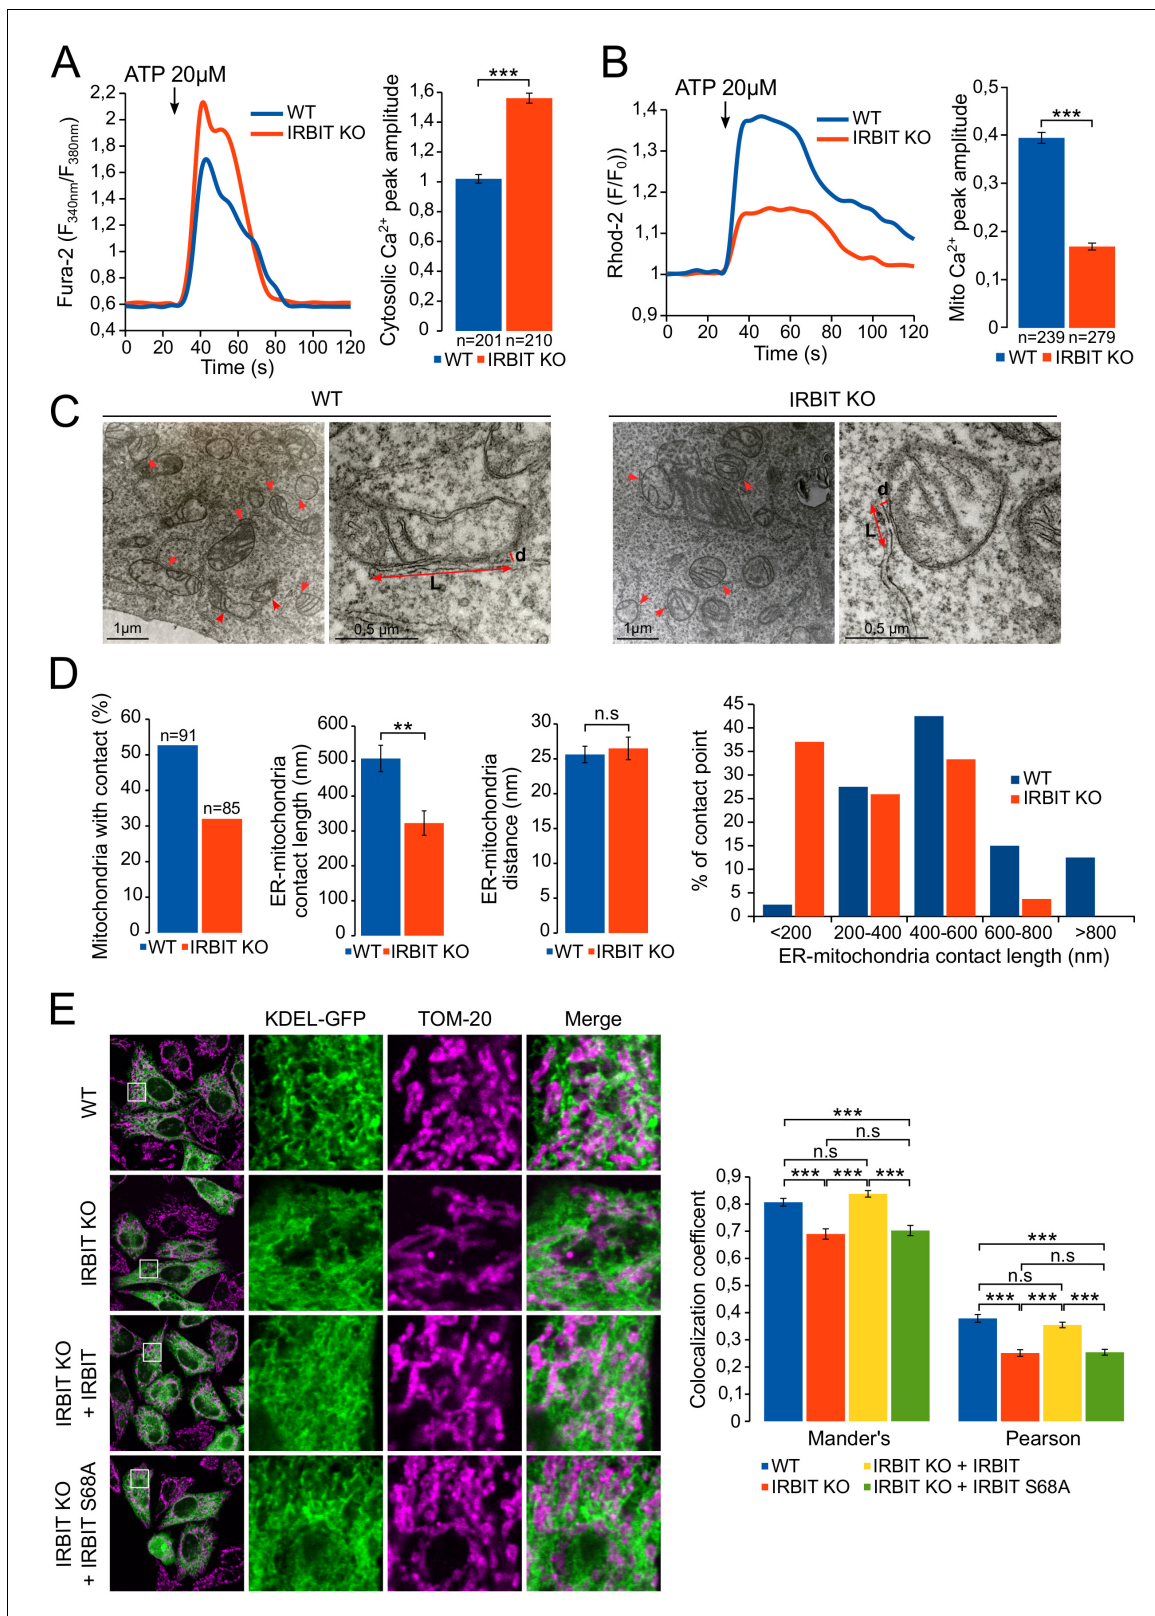 A
ATP 20µM
Fura-2 (F340nm/F380nm)
2,2
2
1,8
1,6
1,4
1,2
1
0,8
0,6
0,4
0 20 40 60 80 100 120
Time (s)
WT
IRBIT KO
Cytosolic Ca2+ peak amplitude
1,6
1,4
1,2
1
0,8
0,6
0,4
0,2
0
***
n=201 n=210
WT IRBIT KO
B
ATP 20µM
Rhod-2 (F/F0))
1,4
1,3
1,2
1,1
1
0,9
0 20 40 60 80 100 120
Time (s)
WT
IRBIT KO
Mito Ca2+ peak amplitude
0,5
0,4
0,3
0,2
0,1
0
***
n=239 n=279
WT IRBIT KO
C
WT
IRBIT KO
1µm
L
d
0,5 µm
1µm
d
L
0,5 µm
D
Mitochondria with contact (%)
60
50
40
30
20
10
0
n=91
n=85
WT IRBIT KO
ER-mitochondria
contact length (nm)
600
500
400
300
200
100
0
**
WT IRBIT KO
ER-mitochondria
distance (nm)
30
25
20
15
10
5
0
n.s
WT IRBIT KO
% of contact point
45
40
35
30
25
20
15
10
5
0
WT
IRBIT KO
<200 200-400 400-600 600-800 >800
ER-mitochondria contact length (nm)
E
KDEL-GFP TOM-20 Merge
WT
IRBIT KO
IRBIT KO
+ IRBIT
IRBIT KO
+ IRBIT S68A
Colocalization coefficent
0,9
0,8
0,7
0,6
0,5
0,4
0,3
0,2
0,1
0
***
n.s
n.s
*** *** ***
***
n.s
n.s
*** *** ***
Mander's Pearson
WT IRBIT KO + IRBIT
IRBIT KO IRBIT KO + IRBIT S68A